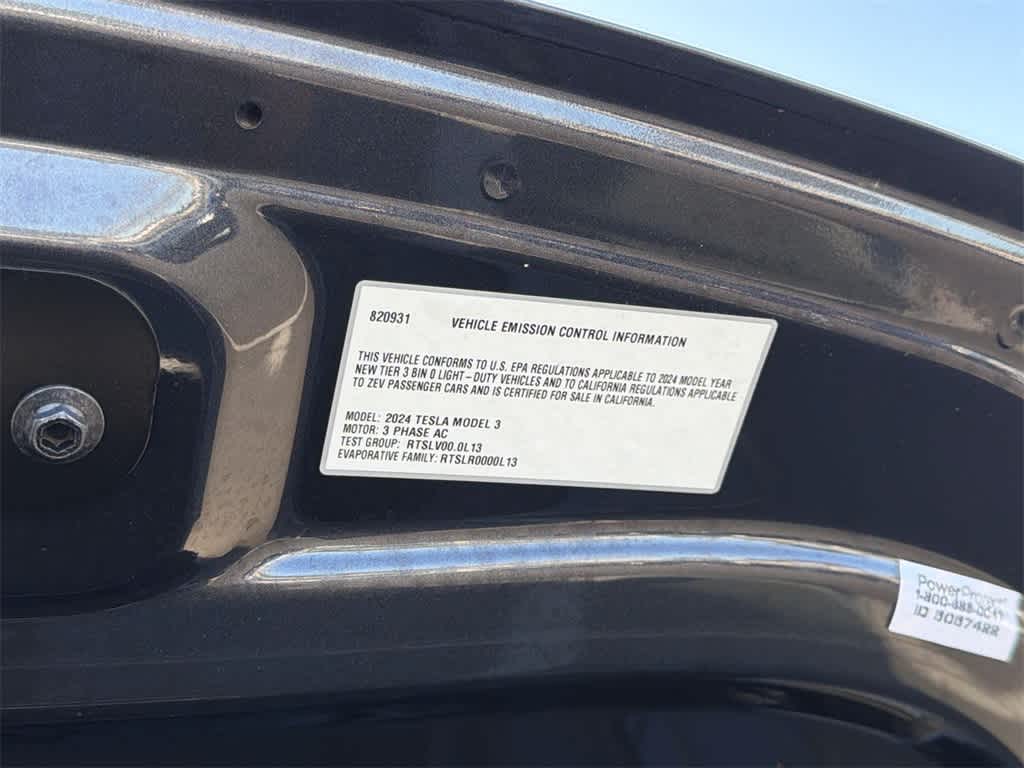 820931 VEHICLE EMISSION CONTROL INFORMATION
THIS VEHICLE CONFORMS TO U.S. EPA REGULATIONS APPLICABLE TO 2024 MODEL YEAR
NEW TIER 3 BIN 0 LIGHT-DUTY VEHICLES AND TO CALIFORNIA REGULATIONS APPLICABLE
TO ZEV PASSENGER CARS AND IS CERTIFIED FOR SALE IN CALIFORNIA.
MODEL: 2024 TESLA MODEL 3
MOTOR: 3 PHASE AC
TEST GROUP: RTSLV00.0L13
EVAPORATIVE FAMILY: RTSLR0000L13
ID